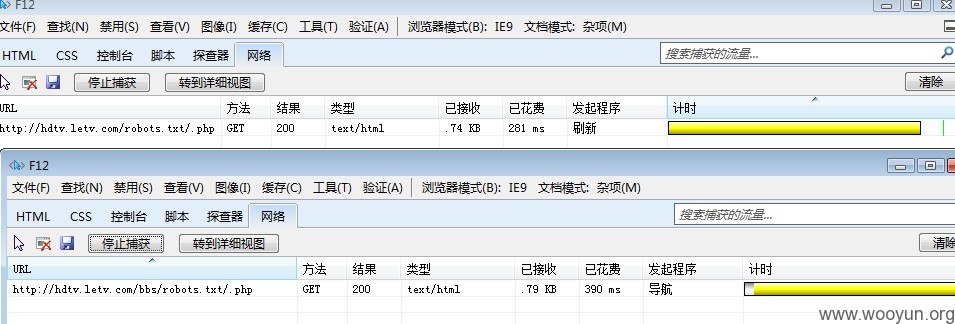 F12
文件(F) 查找(N) 禁用(S) 查看(V) 图像(I) 缓存(C) 工具(T) 验证(A) 浏览器模式(B): IE9 文档模式: 杂项(M)
HTML CSS 控制台 脚本 探查器 网络 搜索捕获的流量...
停止捕获 转到详细视图 清除
URL 方法 结果 类型 已接收 已花费 发起程序 计时
http://hdtv.letv.com/robots.txt/.php GET 200 text/html .74 KB 281 ms 刷新
F12
文件(F) 查找(N) 禁用(S) 查看(V) 图像(I) 缓存(C) 工具(T) 验证(A) 浏览器模式(B): IE9 文档模式: 杂项(M)
HTML CSS 控制台 脚本 探查器 网络 搜索捕获的流量...
停止捕获 转到详细视图 清除
URL 方法 结果 类型 已接收 已花费 发起程序 计时
http://hdtv.letv.com/bbs/robots.txt/.php GET 200 text/html .79 KB 390 ms 导航
www.wooyun.org